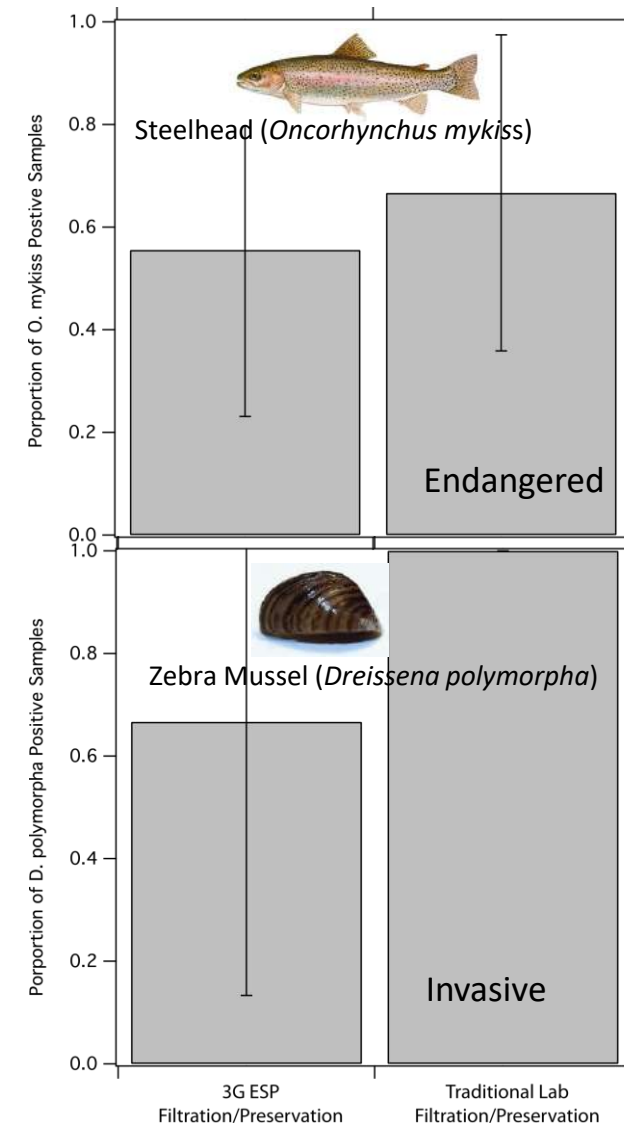 Porportion of O. mykiss Postive Samples
1.0
0.8
0.6
0.4
0.2
0.0
Steelhead (Oncorhynchus mykiss)
Endangered
Porportion of D. polymorpha Positive Samples
1.0
0.8
0.6
0.4
0.2
0.0
Zebra Mussel (Dreissena polymorpha)
Invasive
3G ESP
Filtration/Preservation
Traditional Lab
Filtration/Preservation